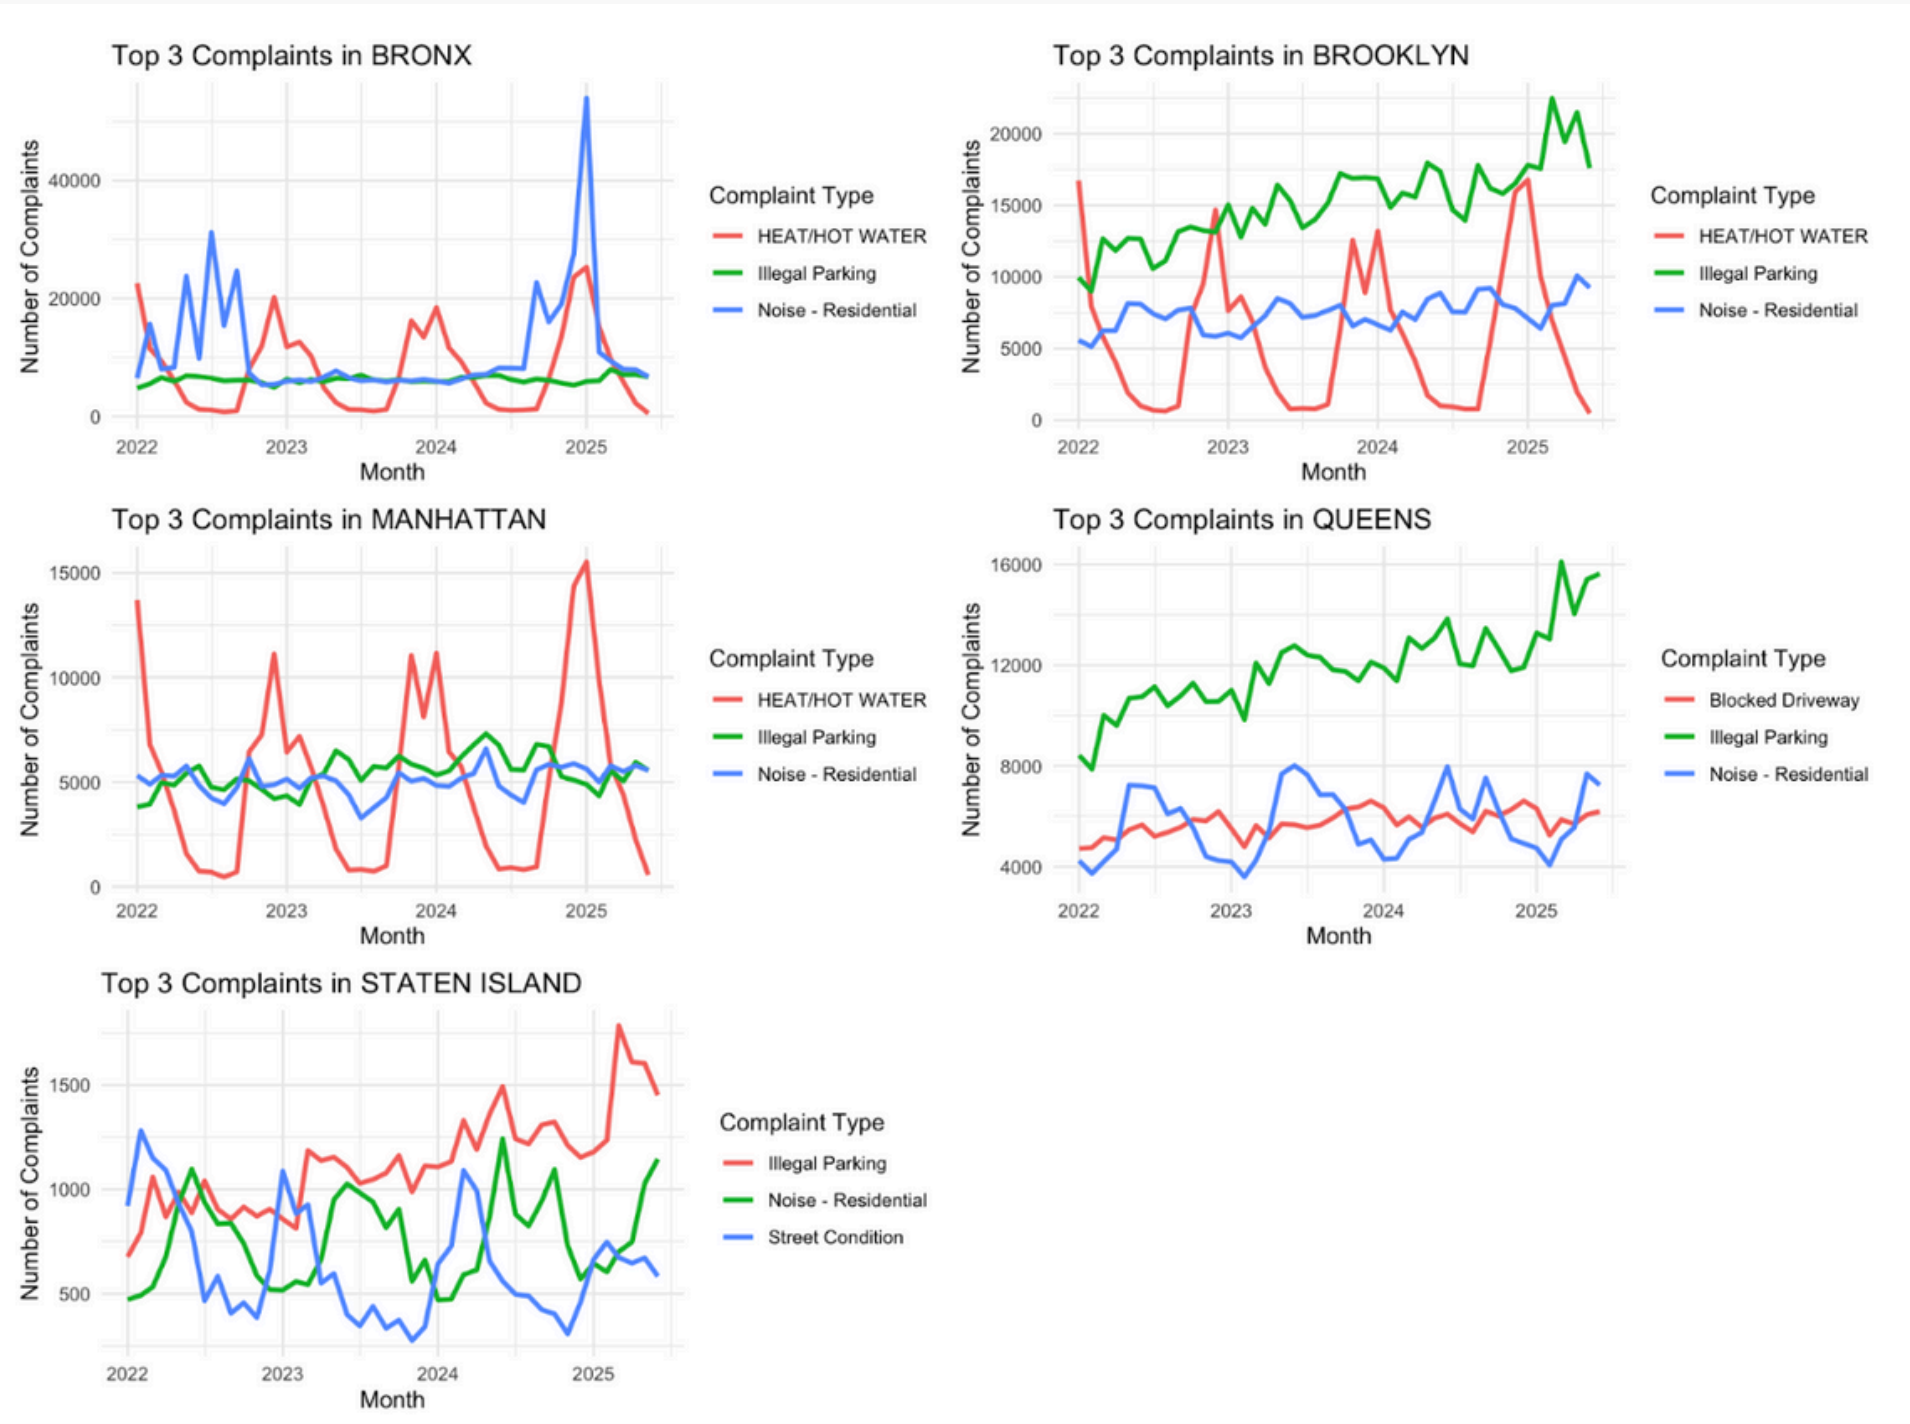 Top 3 Complaints in BRONX
Number of Complaints
40000
20000
0
2022 2023 2024 2025
Month
Complaint Type
HEAT/HOT WATER
Illegal Parking
Noise - Residential
Top 3 Complaints in BROOKLYN
Number of Complaints
20000
15000
10000
5000
0
2022 2023 2024 2025
Month
Complaint Type
HEAT/HOT WATER
Illegal Parking
Noise - Residential
Top 3 Complaints in MANHATTAN
Number of Complaints
15000
10000
5000
0
2022 2023 2024 2025
Month
Complaint Type
HEAT/HOT WATER
Illegal Parking
Noise - Residential
Top 3 Complaints in QUEENS
Number of Complaints
16000
12000
8000
4000
2022 2023 2024 2025
Month
Complaint Type
Blocked Driveway
Illegal Parking
Noise - Residential
Top 3 Complaints in STATEN ISLAND
Number of Complaints
1500
1000
500
2022 2023 2024 2025
Month
Complaint Type
Illegal Parking
Noise - Residential
Street Condition